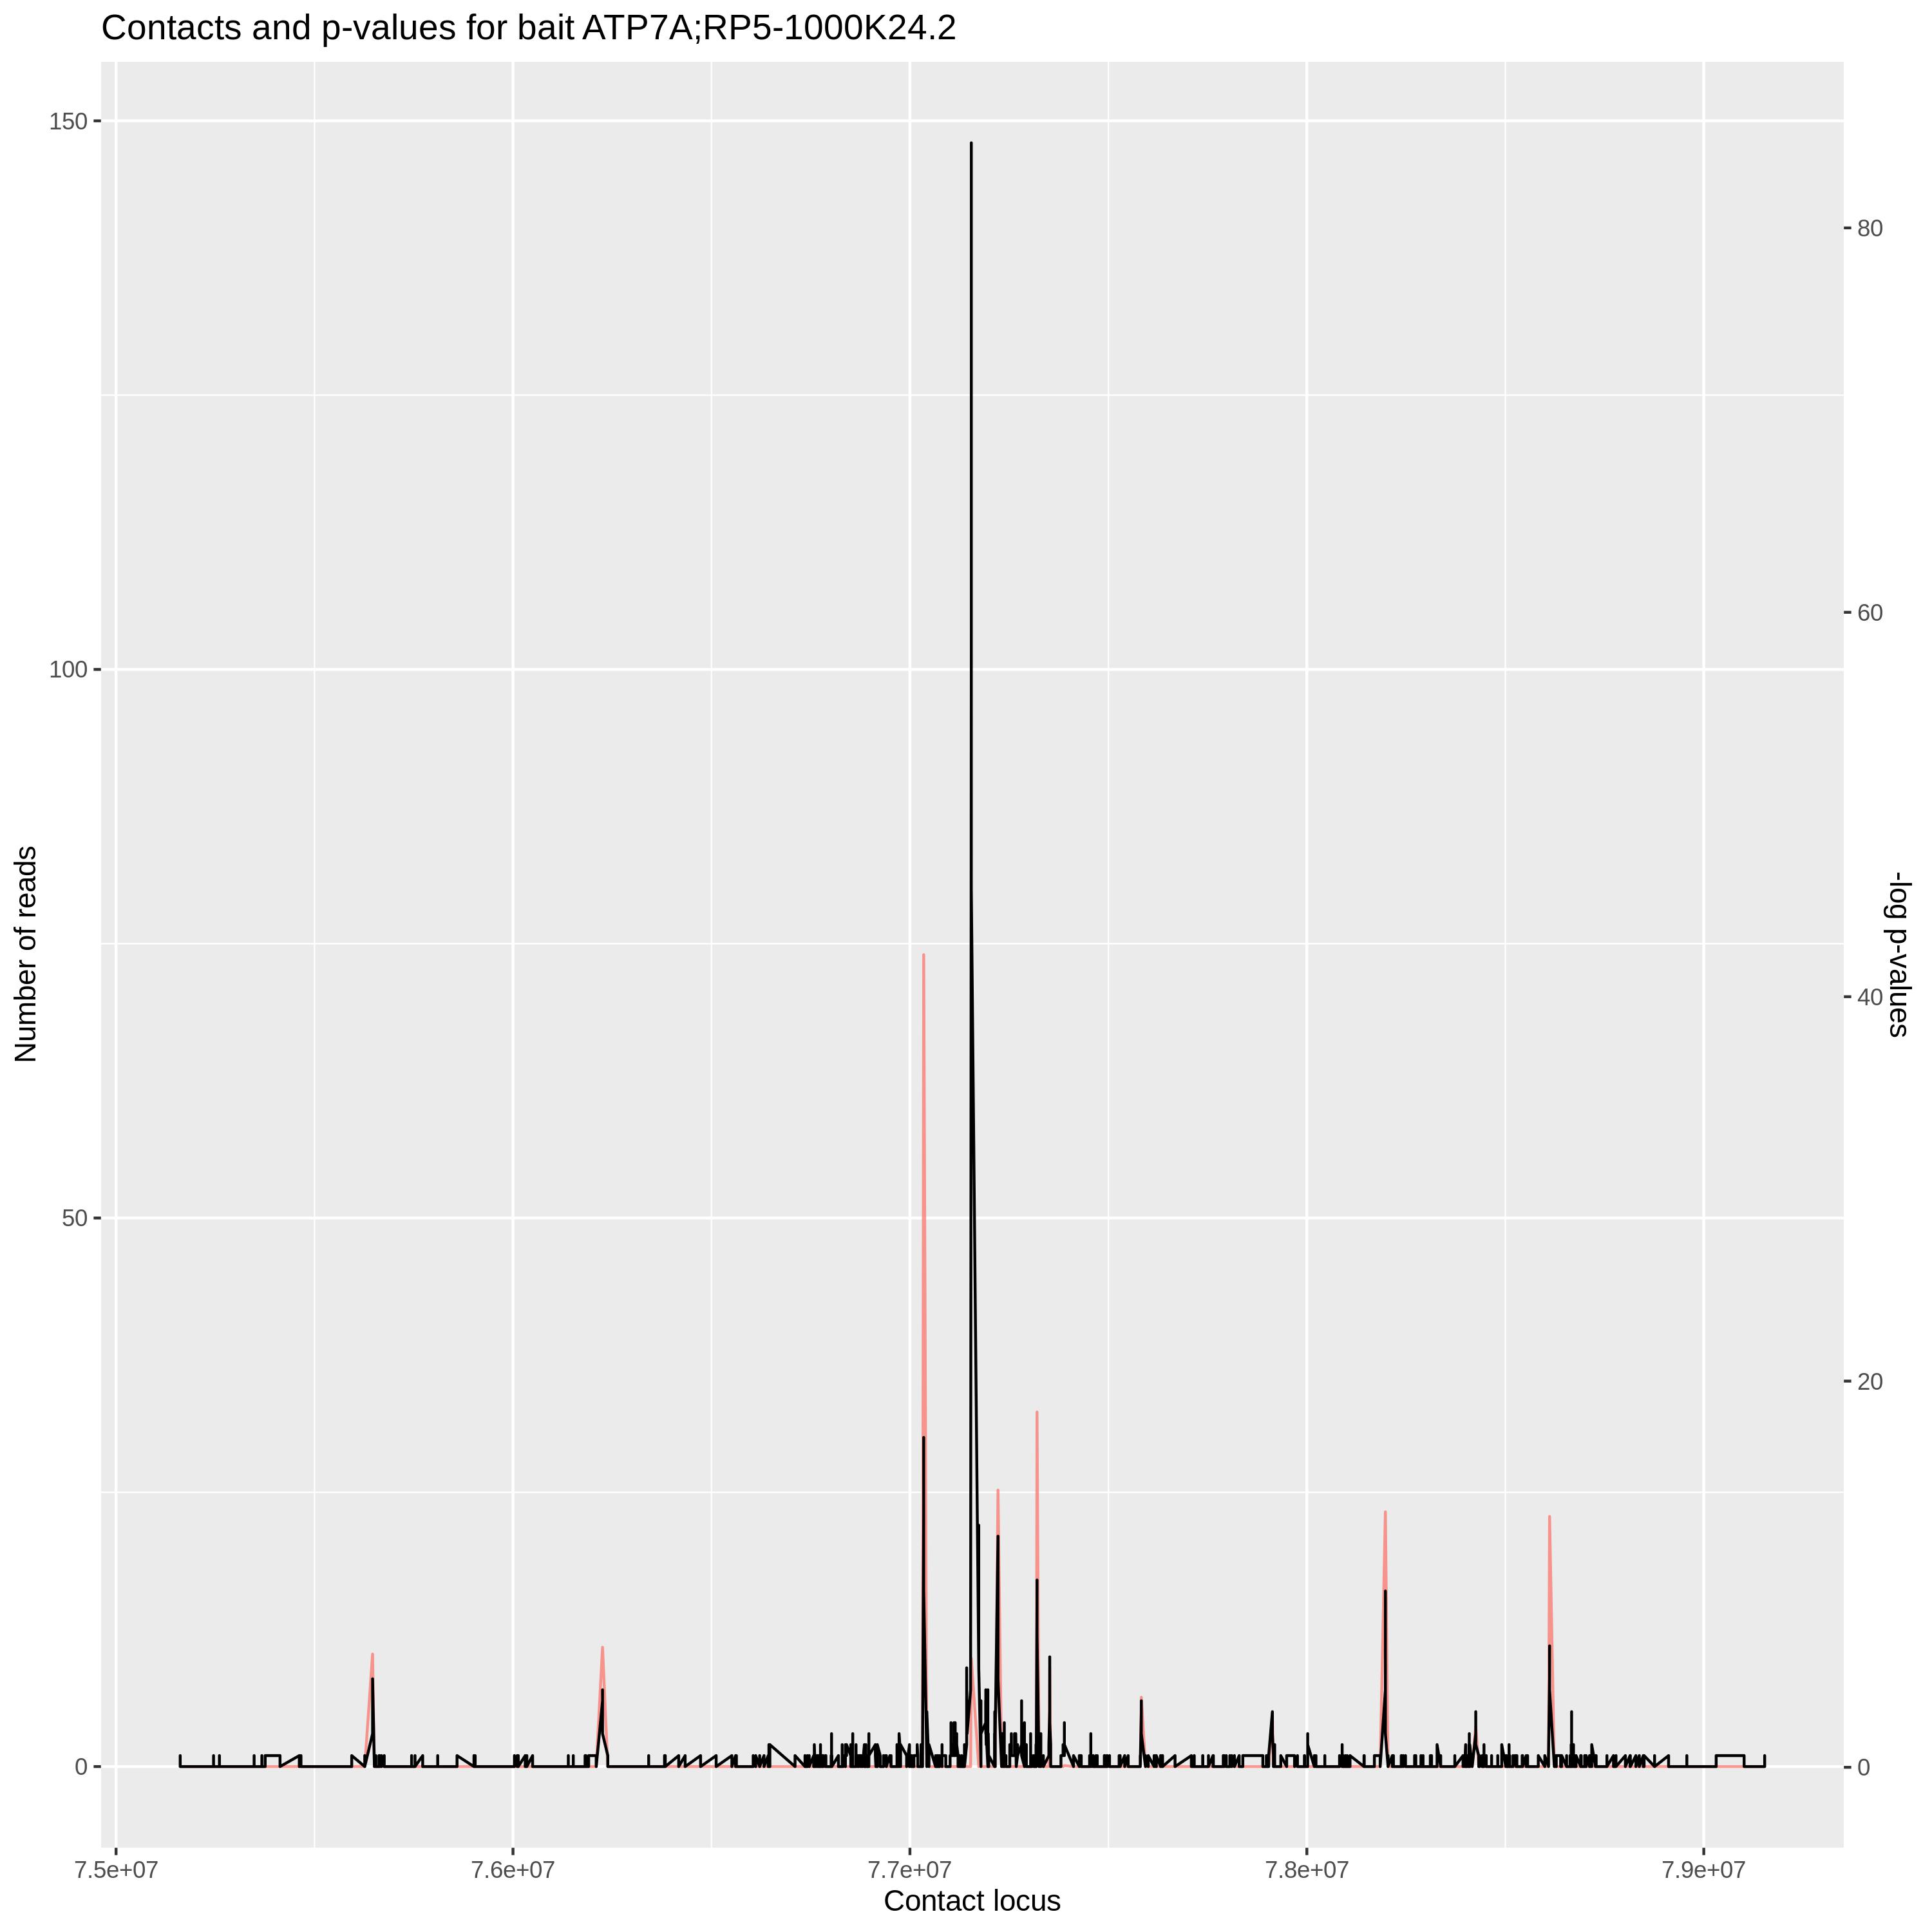 Contacts and p-values for bait ATP7A;RP5-1000K24.2
150
100
50
0
Number of reads
80
60
40
20
0
-log p-values
7.5e+07
7.6e+07
7.7e+07
7.8e+07
7.9e+07
Contact locus